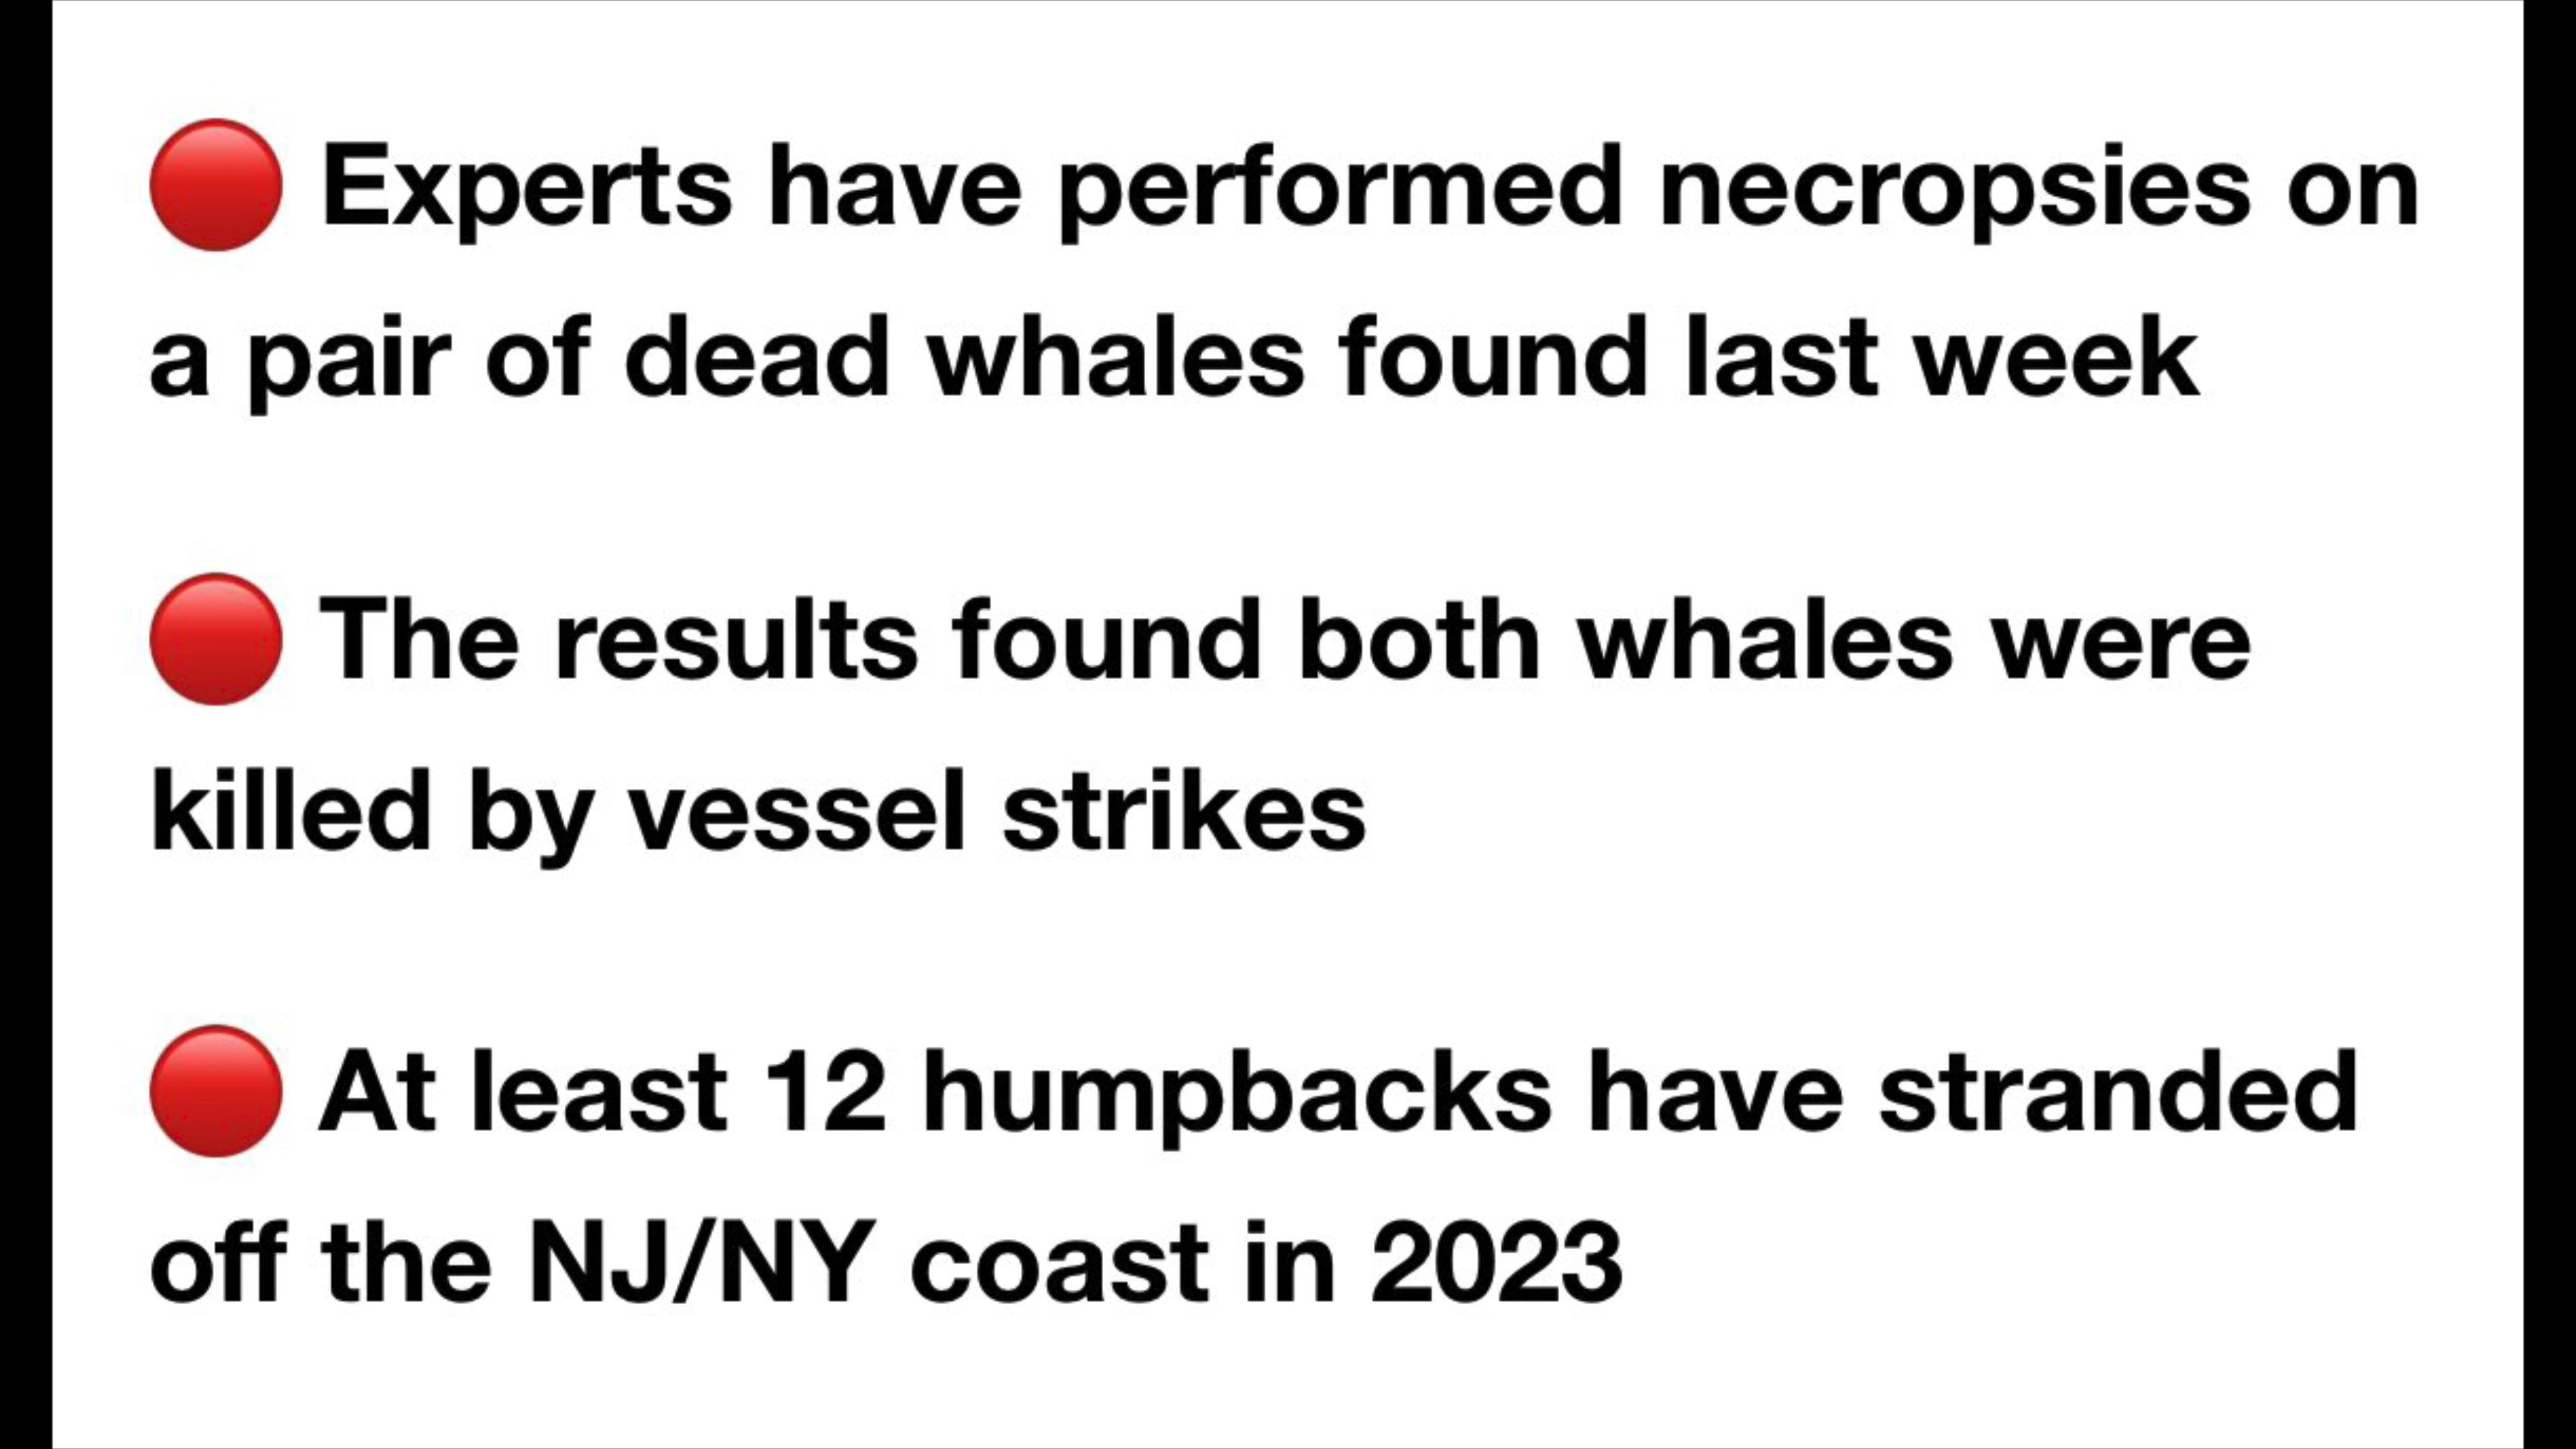 🔴 Experts have performed necropsies on
a pair of dead whales found last week
🔴 The results found both whales were
killed by vessel strikes
🔴 At least 12 humpbacks have stranded
off the NJ/NY coast in 2023